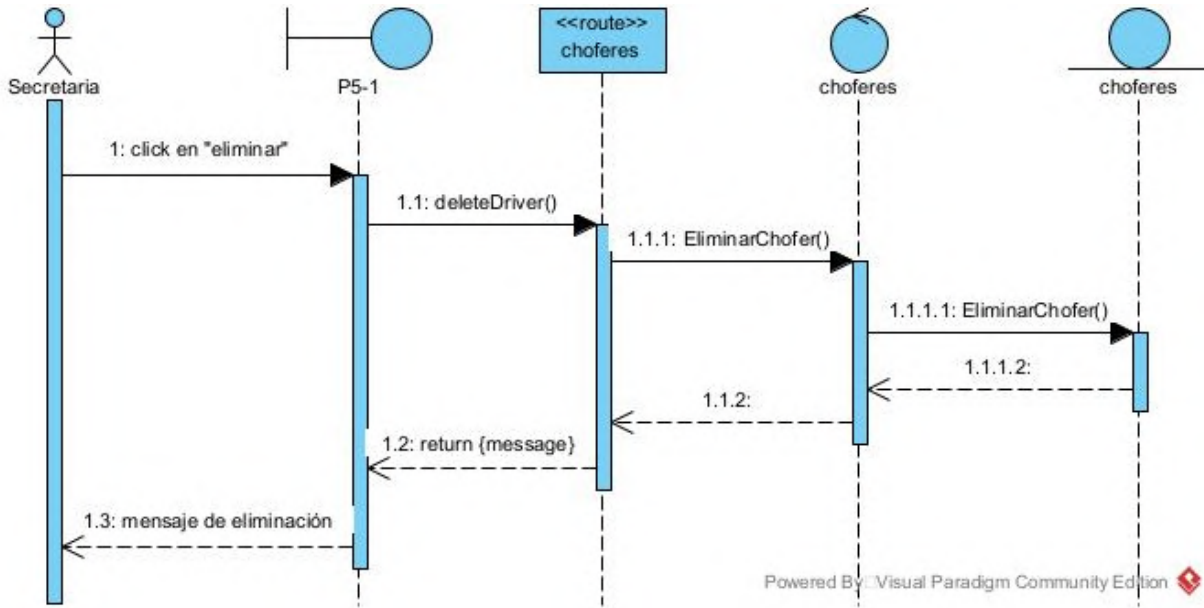 <<route>>
choferes
Secretaria
P5-1
choferes
choferes
1: click en "eliminar"
1.1: deleteDriver()
1.1.1: EliminarChofer()
1.1.1.1: EliminarChofer()
1.1.1.2:
1.1.2:
1.2: return {message}
1.3: mensaje de eliminación
Powered By Visual Paradigm Community Edition